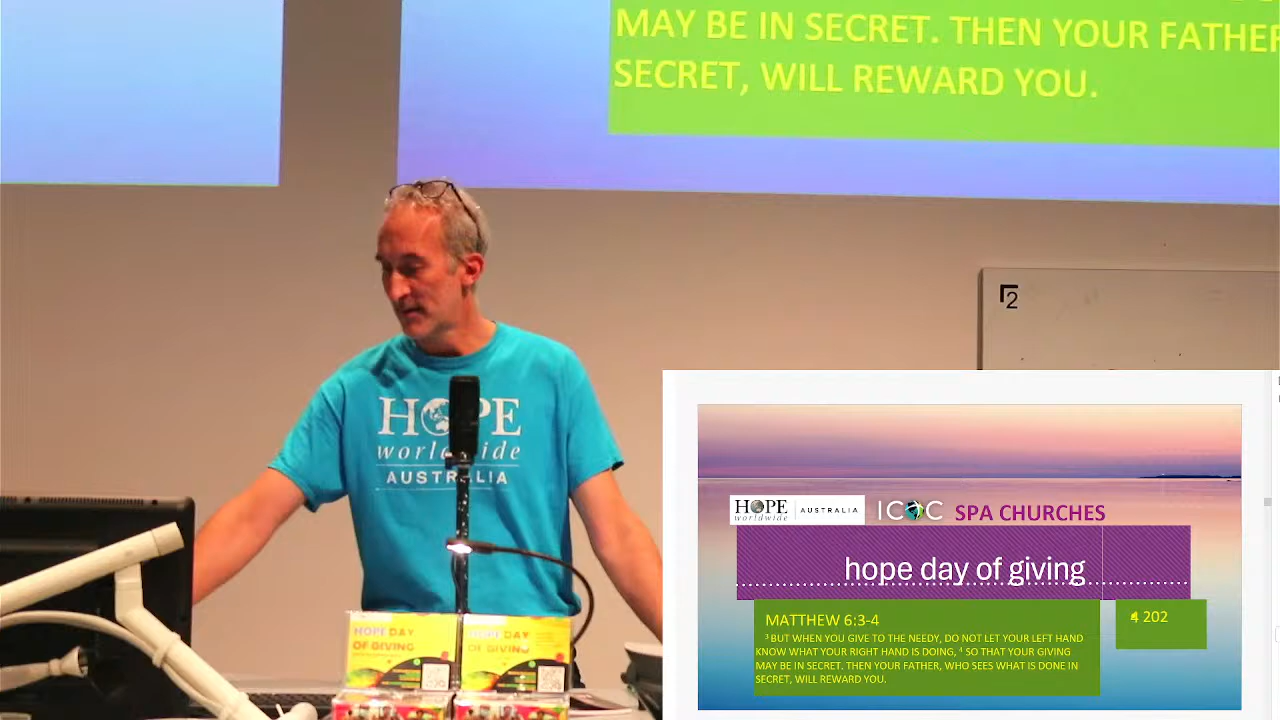 MAY BE IN SECRET. THEN YOUR FATHER
SECRET, WILL REWARD YOU.
2
HOPE
worldwide
AUSTRALIA
HOPE DAY
OF GIVING
HOPE DAY
OF GIVING
HOPE
worldwide
AUSTRALIA
ICOC SPA CHURCHES
hope day of giving
MATTHEW 6:3-4
4 202
³ BUT WHEN YOU GIVE TO THE NEEDY, DO NOT LET YOUR LEFT HAND
KNOW WHAT YOUR RIGHT HAND IS DOING, ⁴ SO THAT YOUR GIVING
MAY BE IN SECRET. THEN YOUR FATHER, WHO SEES WHAT IS DONE IN
SECRET, WILL REWARD YOU.